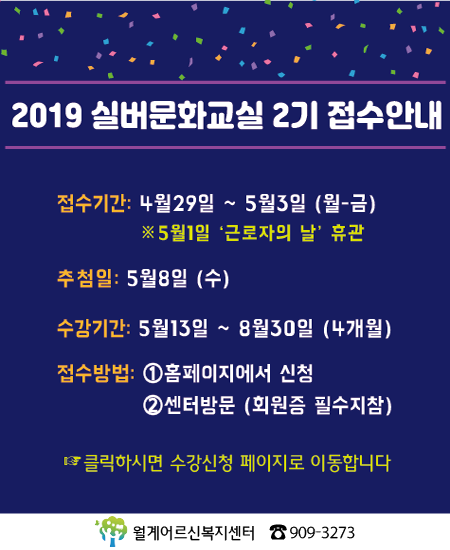 2019 실버문화교실 2기 접수안내
접수기간: 4월29일 ~ 5월3일 (월-금)
※5월1일 ‘근로자의 날’ 휴관
추첨일: 5월8일 (수)
수강기간: 5월13일 ~ 8월30일 (4개월)
접수방법: ①홈페이지에서 신청
②센터방문 (회원증 필수지참)
☞클릭하시면 수강신청 페이지로 이동합니다
월계어르신복지센터 ☎909-3273